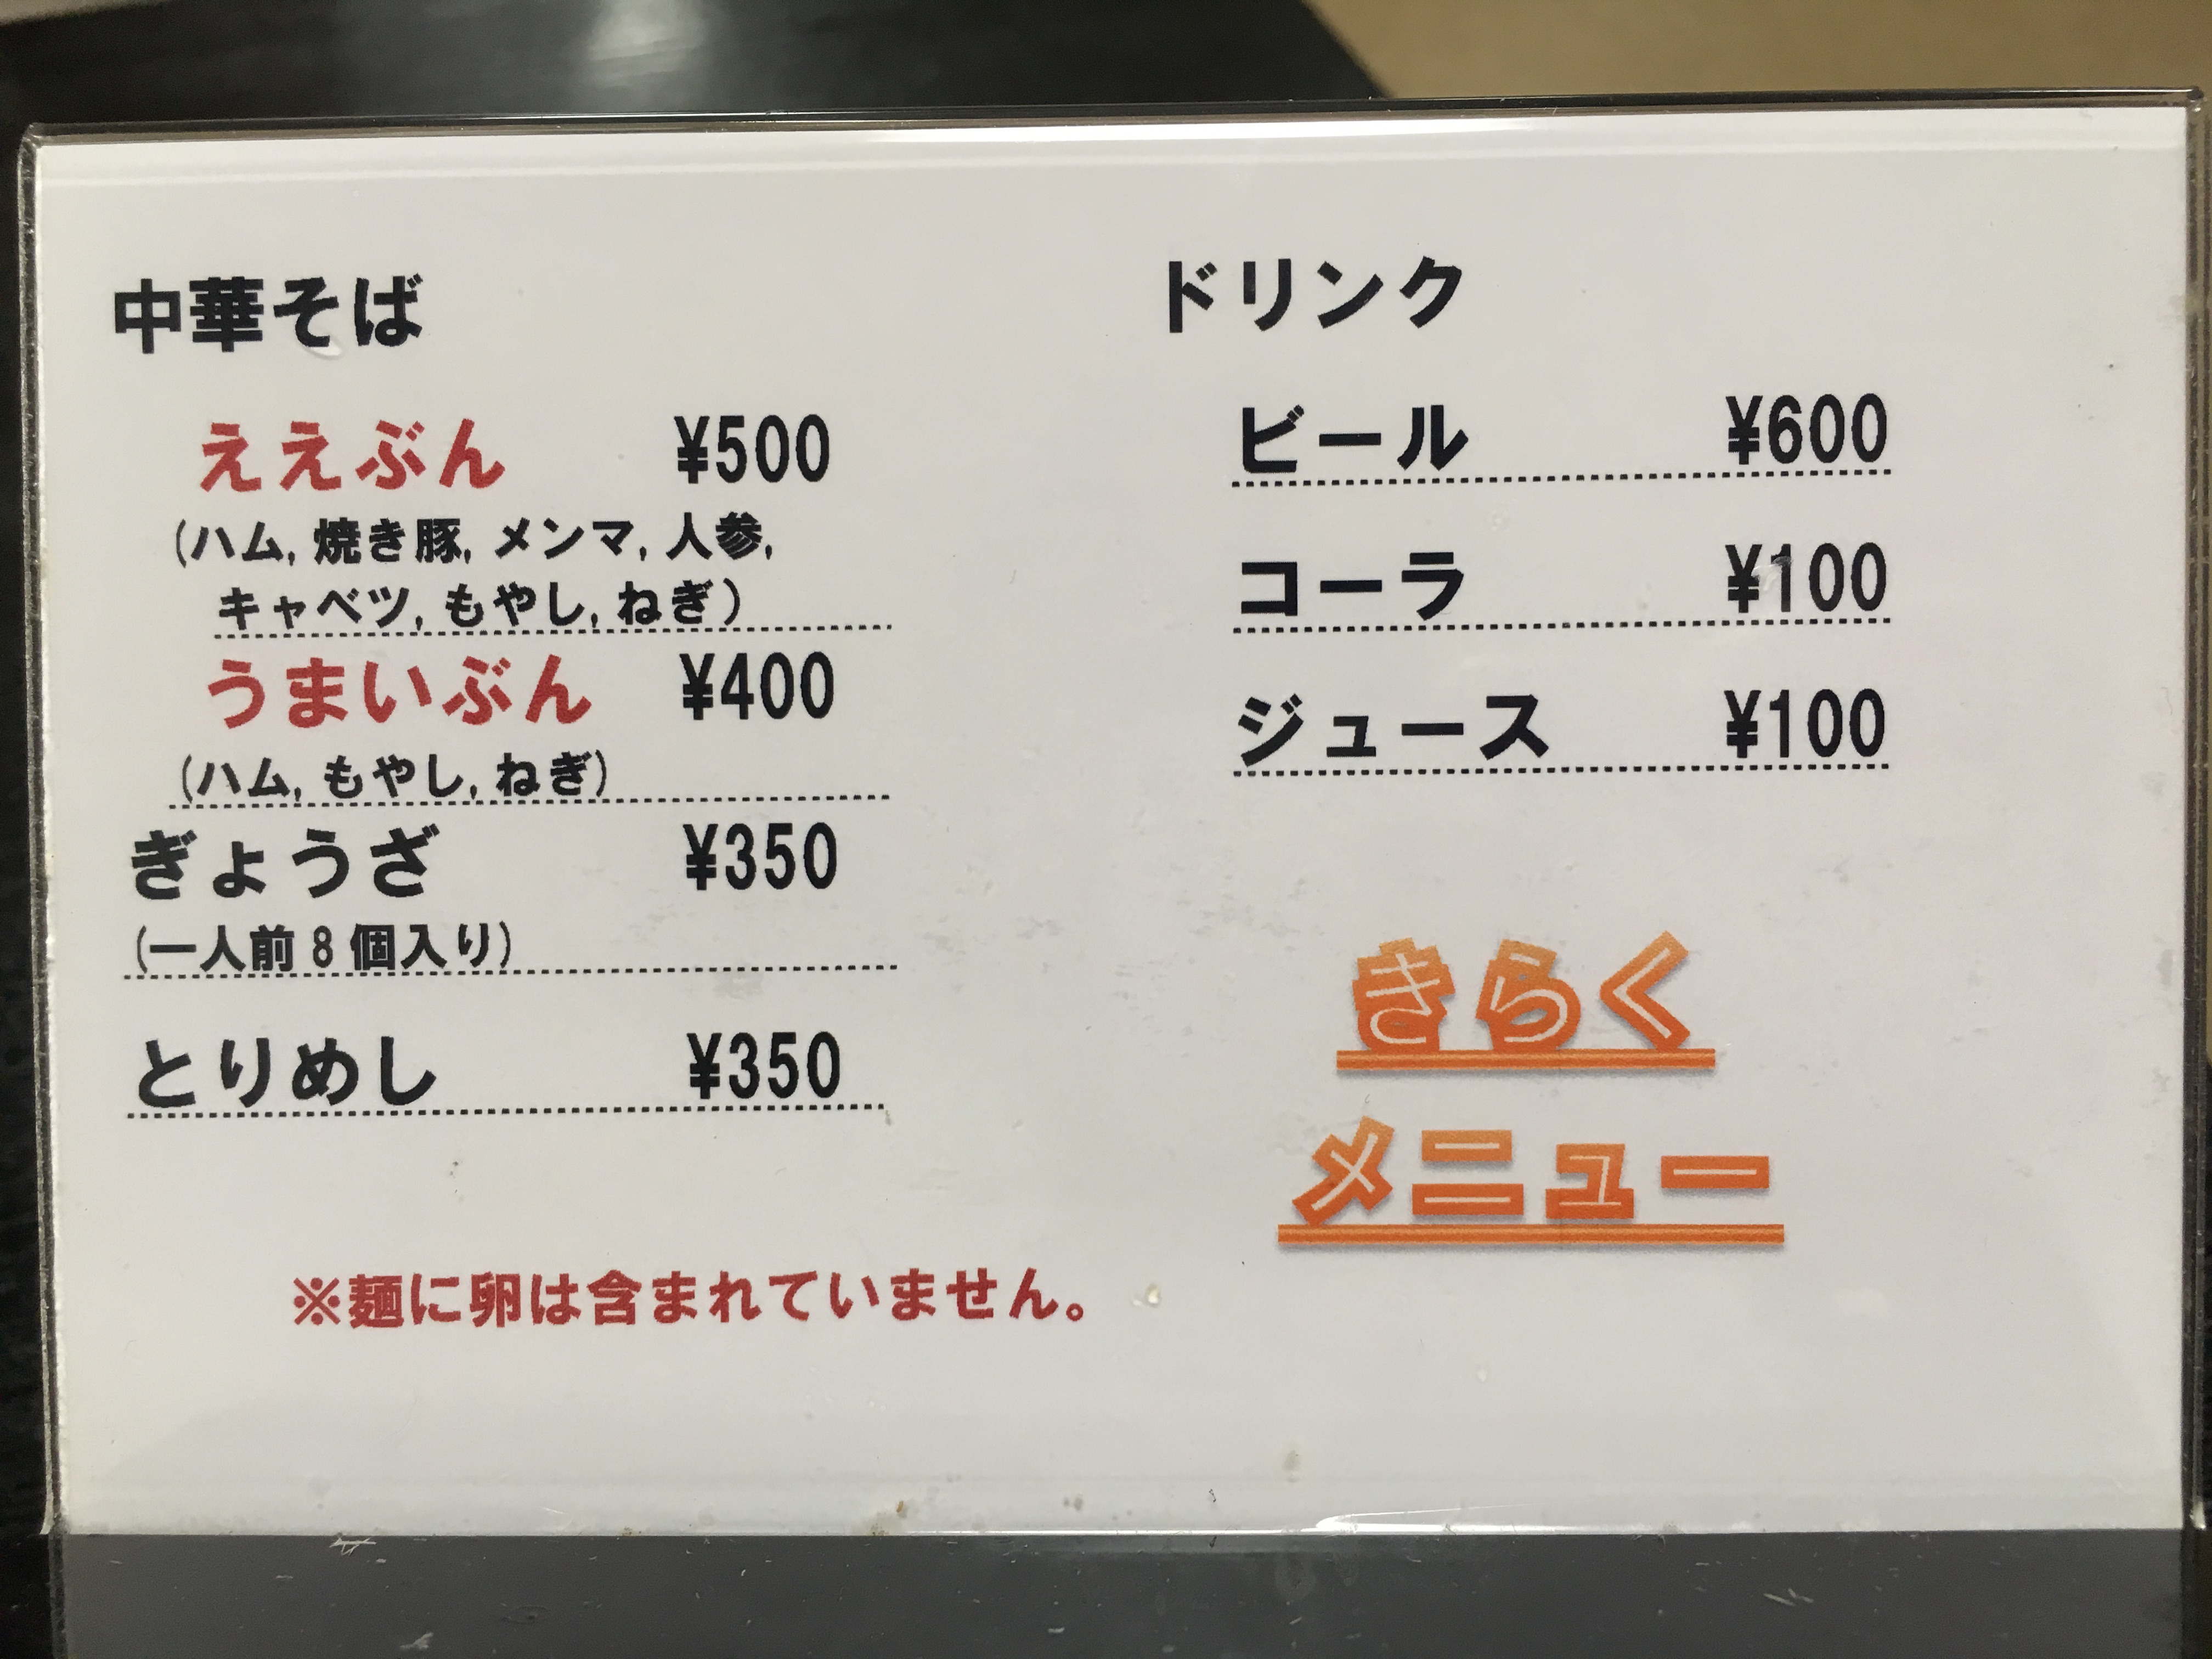 中華そば
ええぶん ¥500
(ハム, 焼き豚, メンマ, 人参,
キャベツ, もやし, ねぎ)
うまいぶん ¥400
(ハム, もやし, ねぎ)
ぎょうざ ¥350
(一人前 8 個入り)
とりめし ¥350
※麺に卵は含まれていません。
ドリンク
ビール ¥600
コーラ ¥100
ジュース ¥100
きらく
メニュー